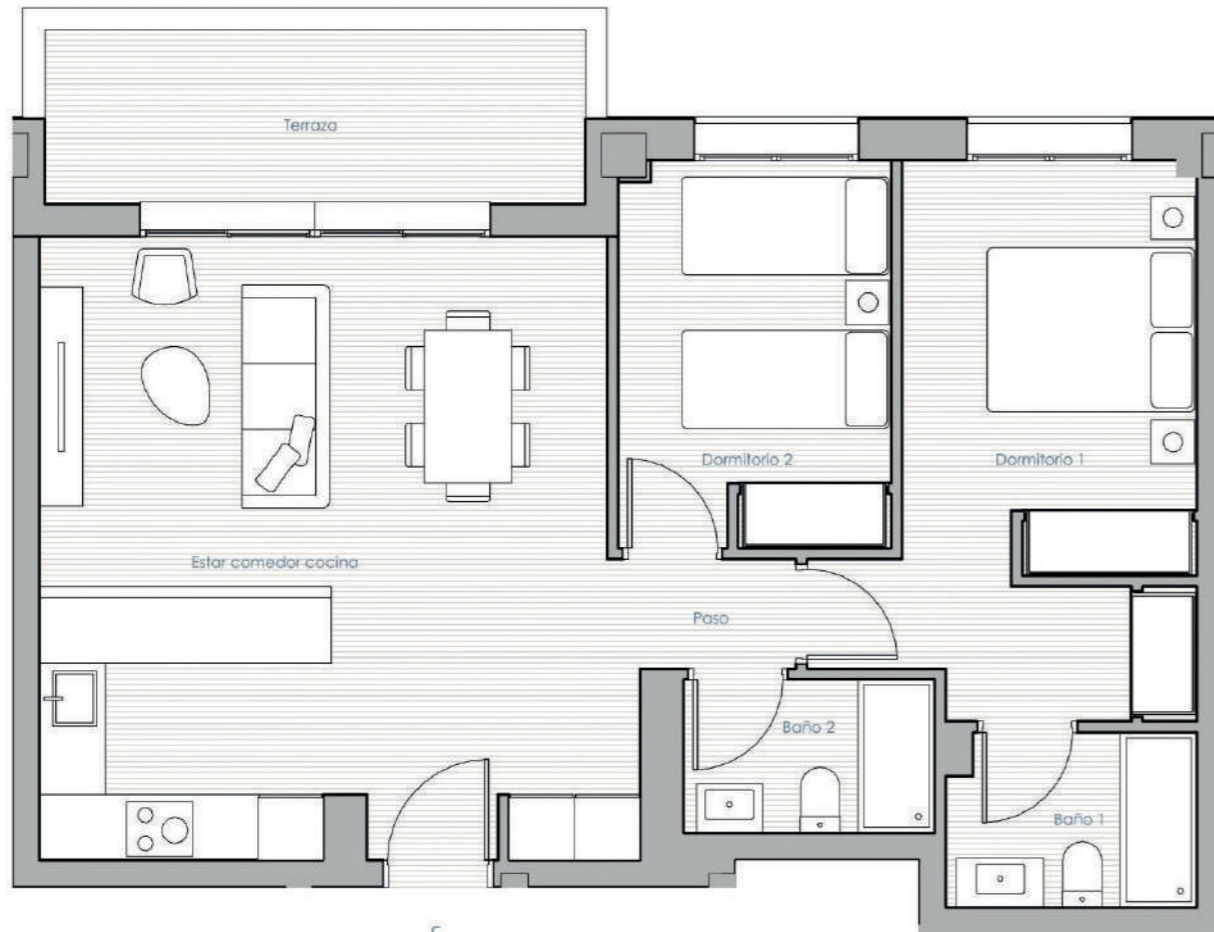 Terraza
Dormitorio 2
Dormitorio 1
Estar comedor cocina
Paso
Baño 2
Baño 1